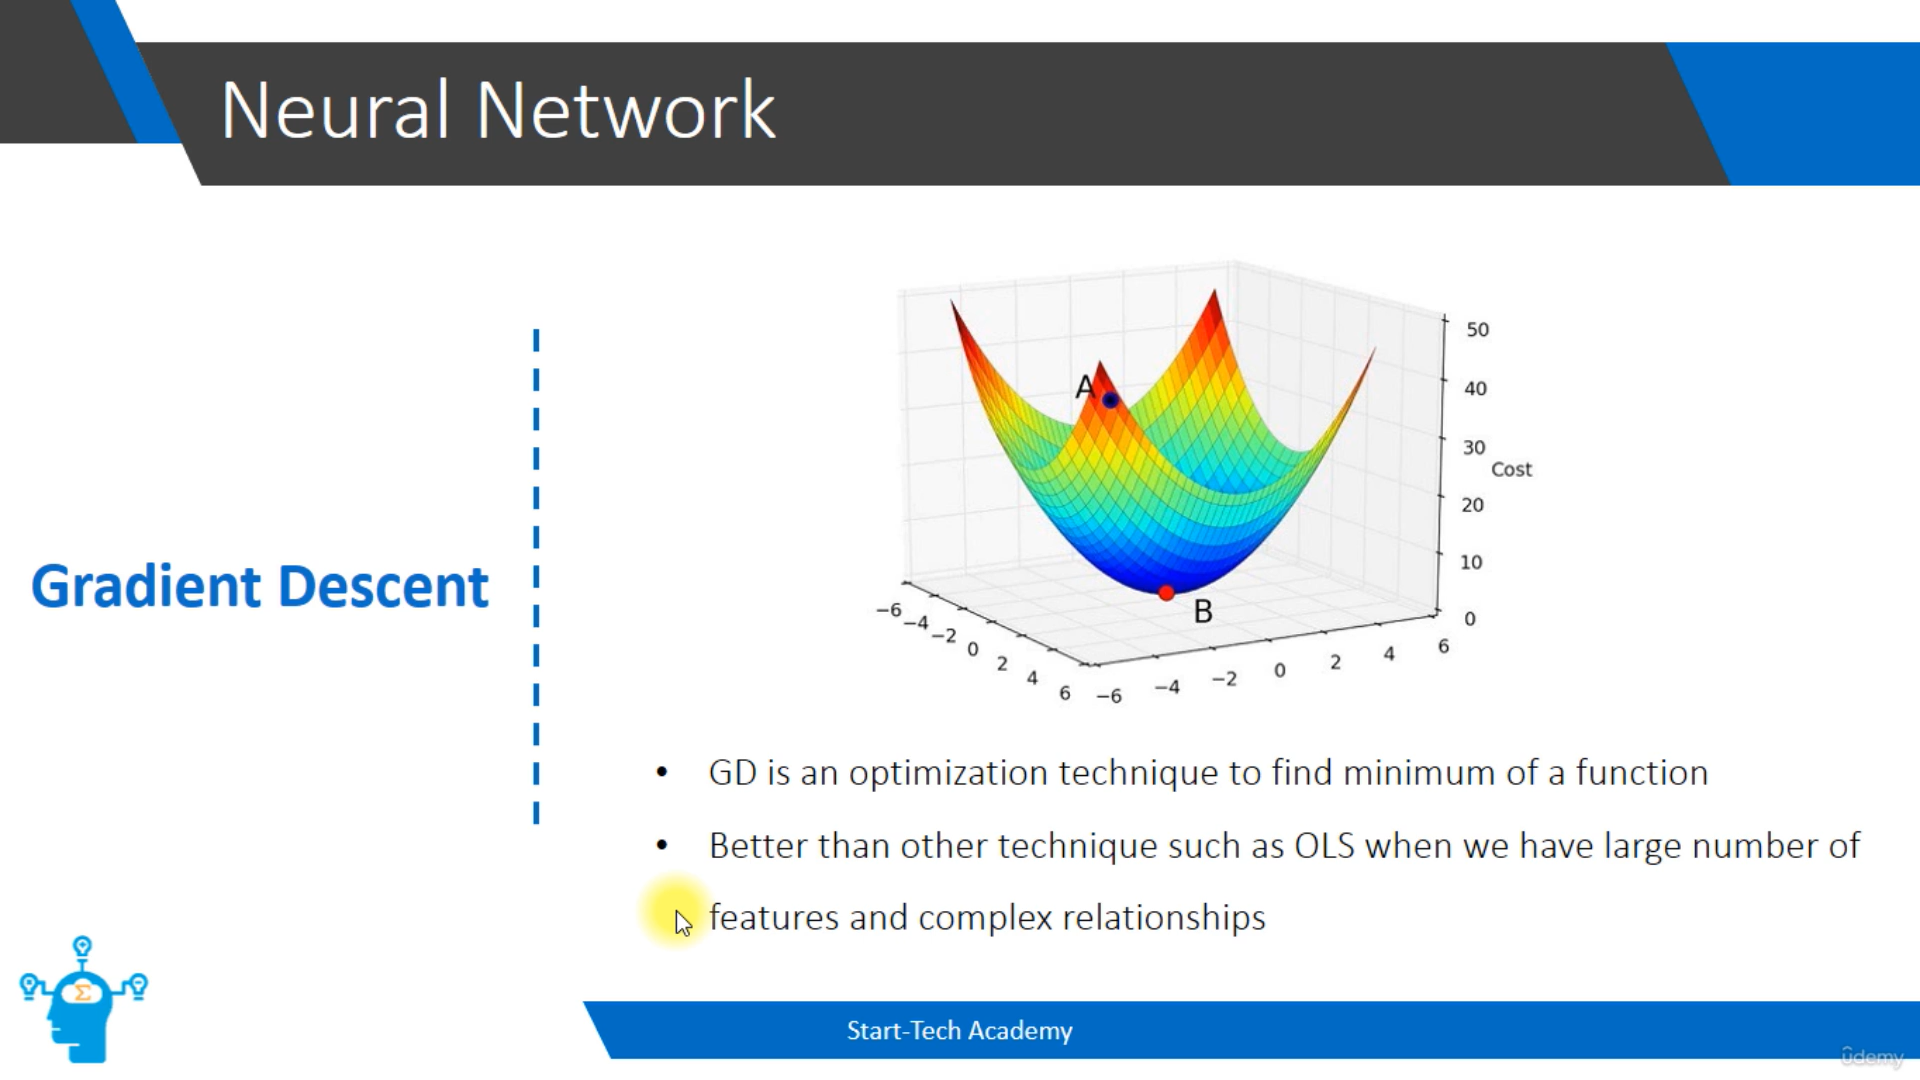 Neural Network
Gradient Descent
A
B
50
40
30
20
10
0
Cost
−6
−4
−2
0
2
4
6
−6
−4
−2
0
2
4
6
• GD is an optimization technique to find minimum of a function
• Better than other technique such as OLS when we have large number of
features and complex relationships
Σ
Start-Tech Academy
ûdemy